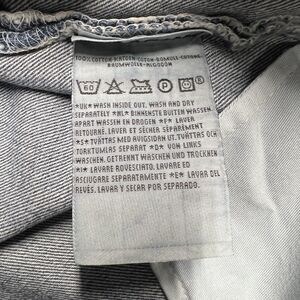 100% COTTON-KATOEN-COTON-BOMULL-COTONE
BAUMWOLLE-ALGODON
60
*UK* WASH INSIDE OUT, WASH AND DRY
SEPARATELY *NL* BINNENSTE BUITEN WASSEN
APART WASSEN EN DROGEN *F* LAVER
RETOURNÉ. LAVER ET SÉCHER SÉPARÉMENT
*S* TVÄTTAS MED AVIGSIDAN UT. TVÄTTAS OCH
TORKTUMLAS SEPARAT *D* VON LINKS
WASCHEN. GETRENNT WASCHEN UND TROCKNEN
*I* LAVARE ROVESCIATO. LAVARE ED
ASCIUGARE SEPARATAMENTE *E* LAVAR DEL
REVÉS. LAVAR Y SECAR POR SEPARADO.